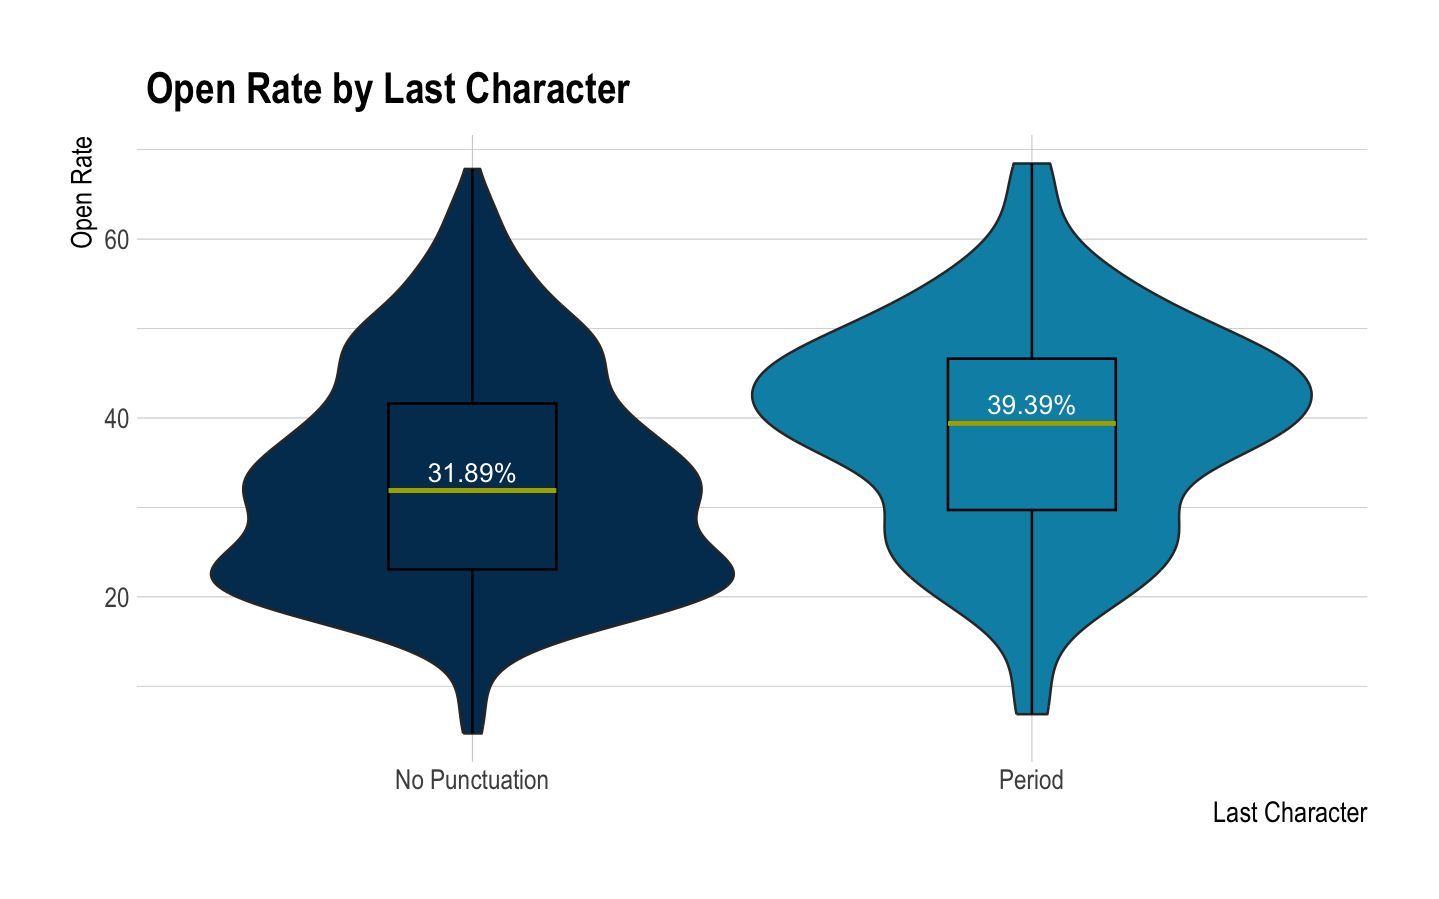 Open Rate by Last Character
Open Rate
60
40
20
31.89%
39.39%
No Punctuation
Period
Last Character